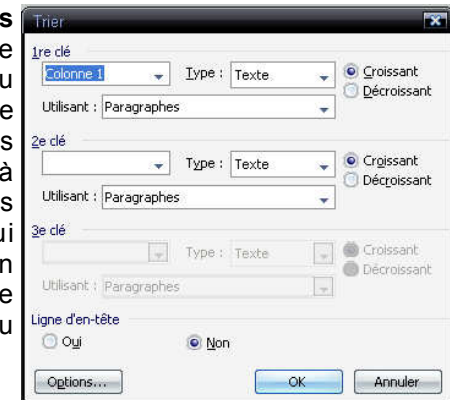 s
e
u
e
s
à
s
ui
n
e
u
Trier
1re clé
Colonne 1 Type : Texte Croissant
Décroissant
Utilisant : Paragraphes
2e clé
Type : Texte Croissant
Décroissant
Utilisant : Paragraphes
3e clé
Type : Texte Croissant
Décroissant
Utilisant : Paragraphes
Ligne d'en-tête
Oui Non
Options... OK Annuler